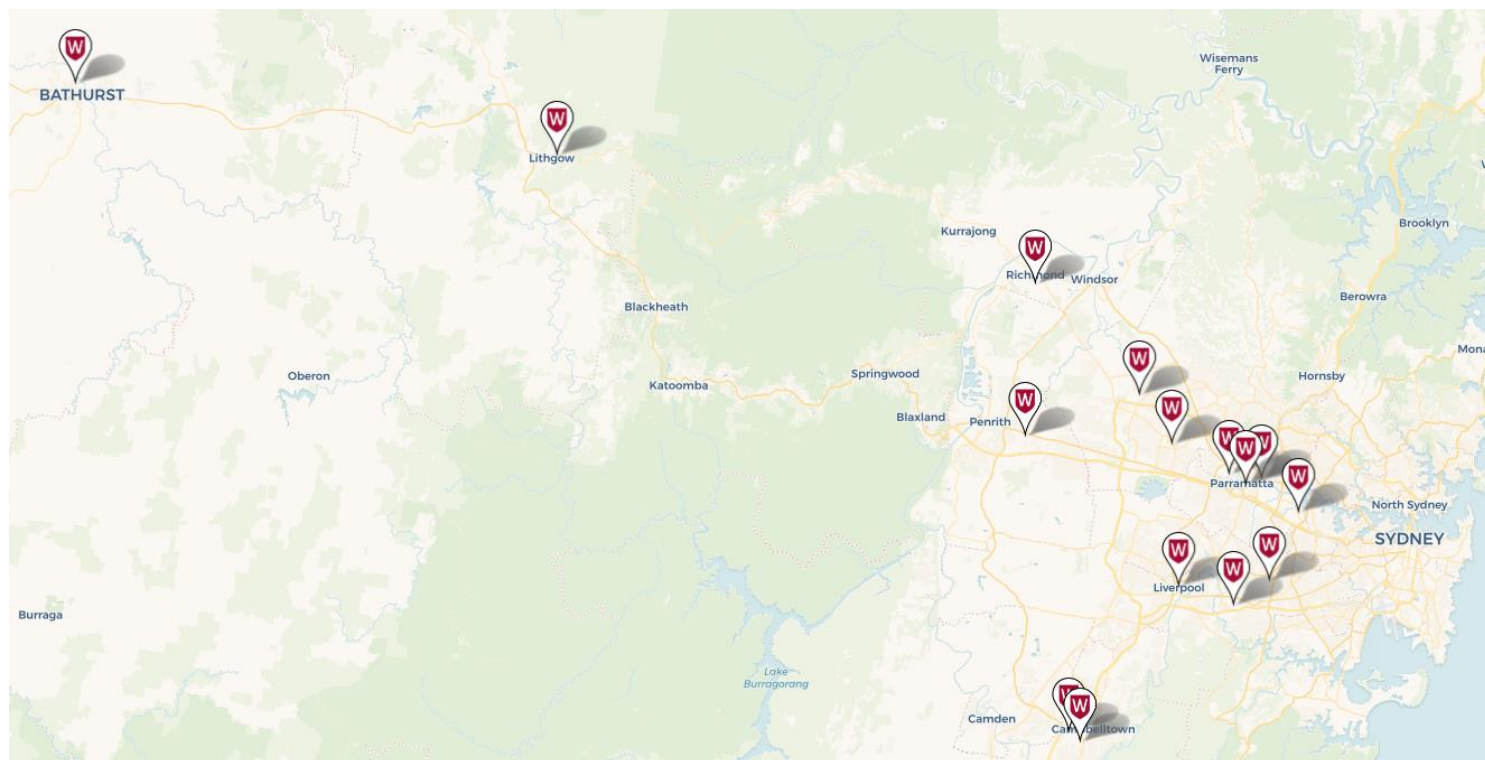 W
BATHURST
W
Lithgow
Wisemans
Ferry
Brooklyn
Kurrajong
W
Richmond
Windsor
Berowra
Blackheath
Oberon
Katoomba
Springwood
Hornsby
W
Blaxland
Penrith
W
W
W
W
W
Parramatta
W
North Sydney
SYDNEY
W
Liverpool
W
W
Burraga
Lake
Burragorang
Camden
W
W
Campbelltown